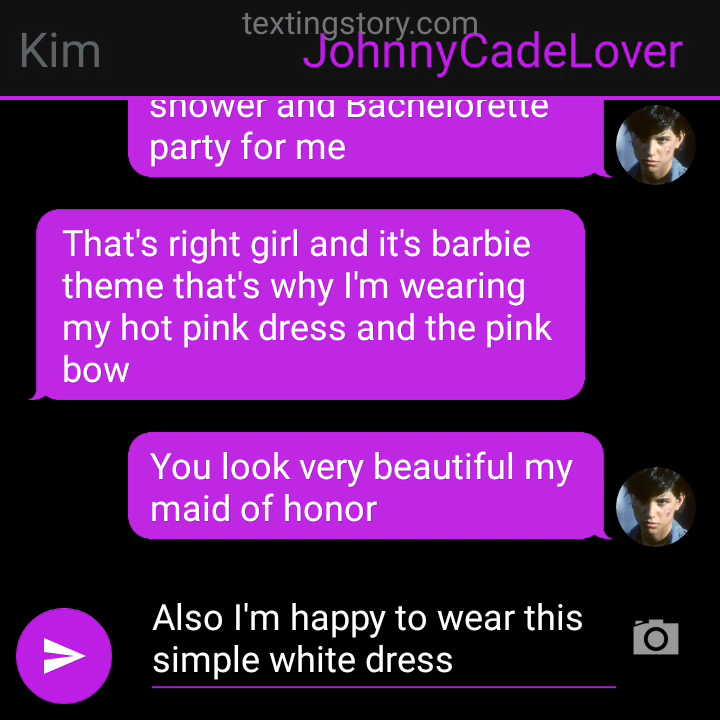 textingstory.com
Kim
JohnnyCadeLover
shower and Bachelorette
party for me
That's right girl and it's barbie
theme that's why I'm wearing
my hot pink dress and the pink
bow
You look very beautiful my
maid of honor
Also I'm happy to wear this
simple white dress